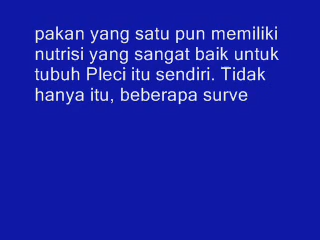 pakan yang satu pun memiliki
nutrisi yang sangat baik untuk
tubuh Pleci itu sendiri. Tidak
hanya itu, beberapa surve